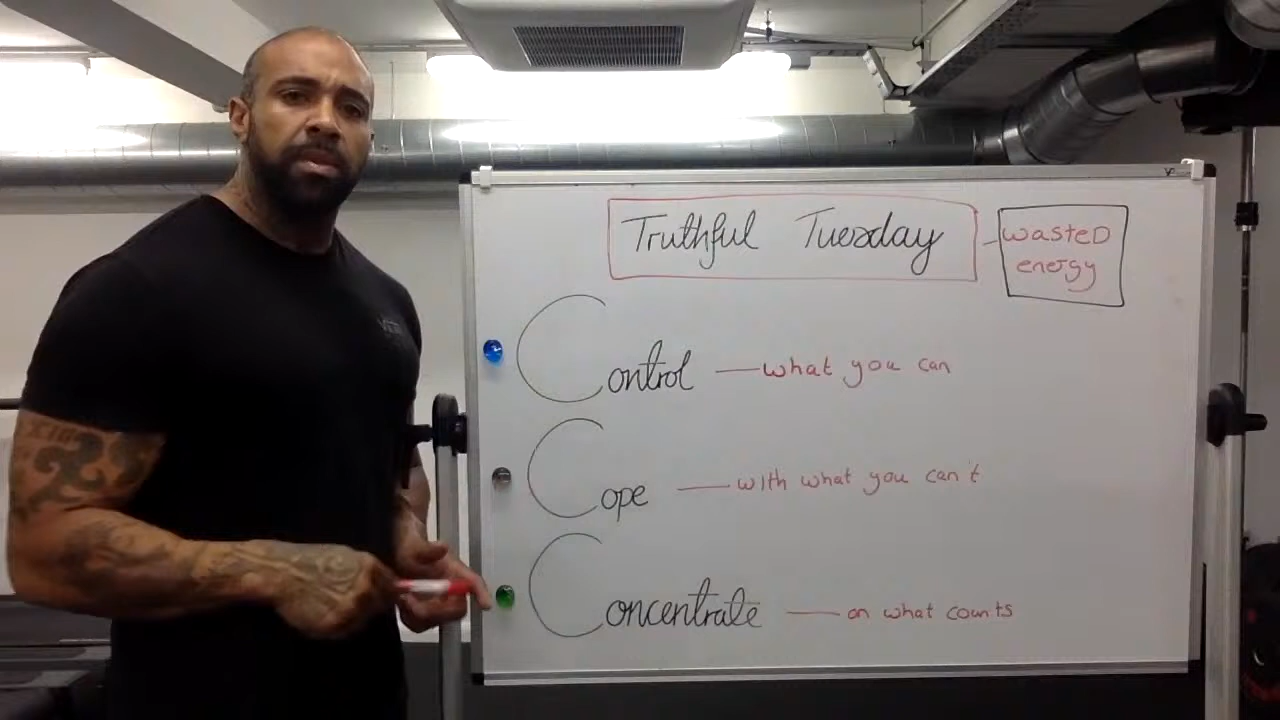 Truthful Tuesday
wasteD
energy
Control — what you can
Cope — with what you can't
Concentrate — on what counts